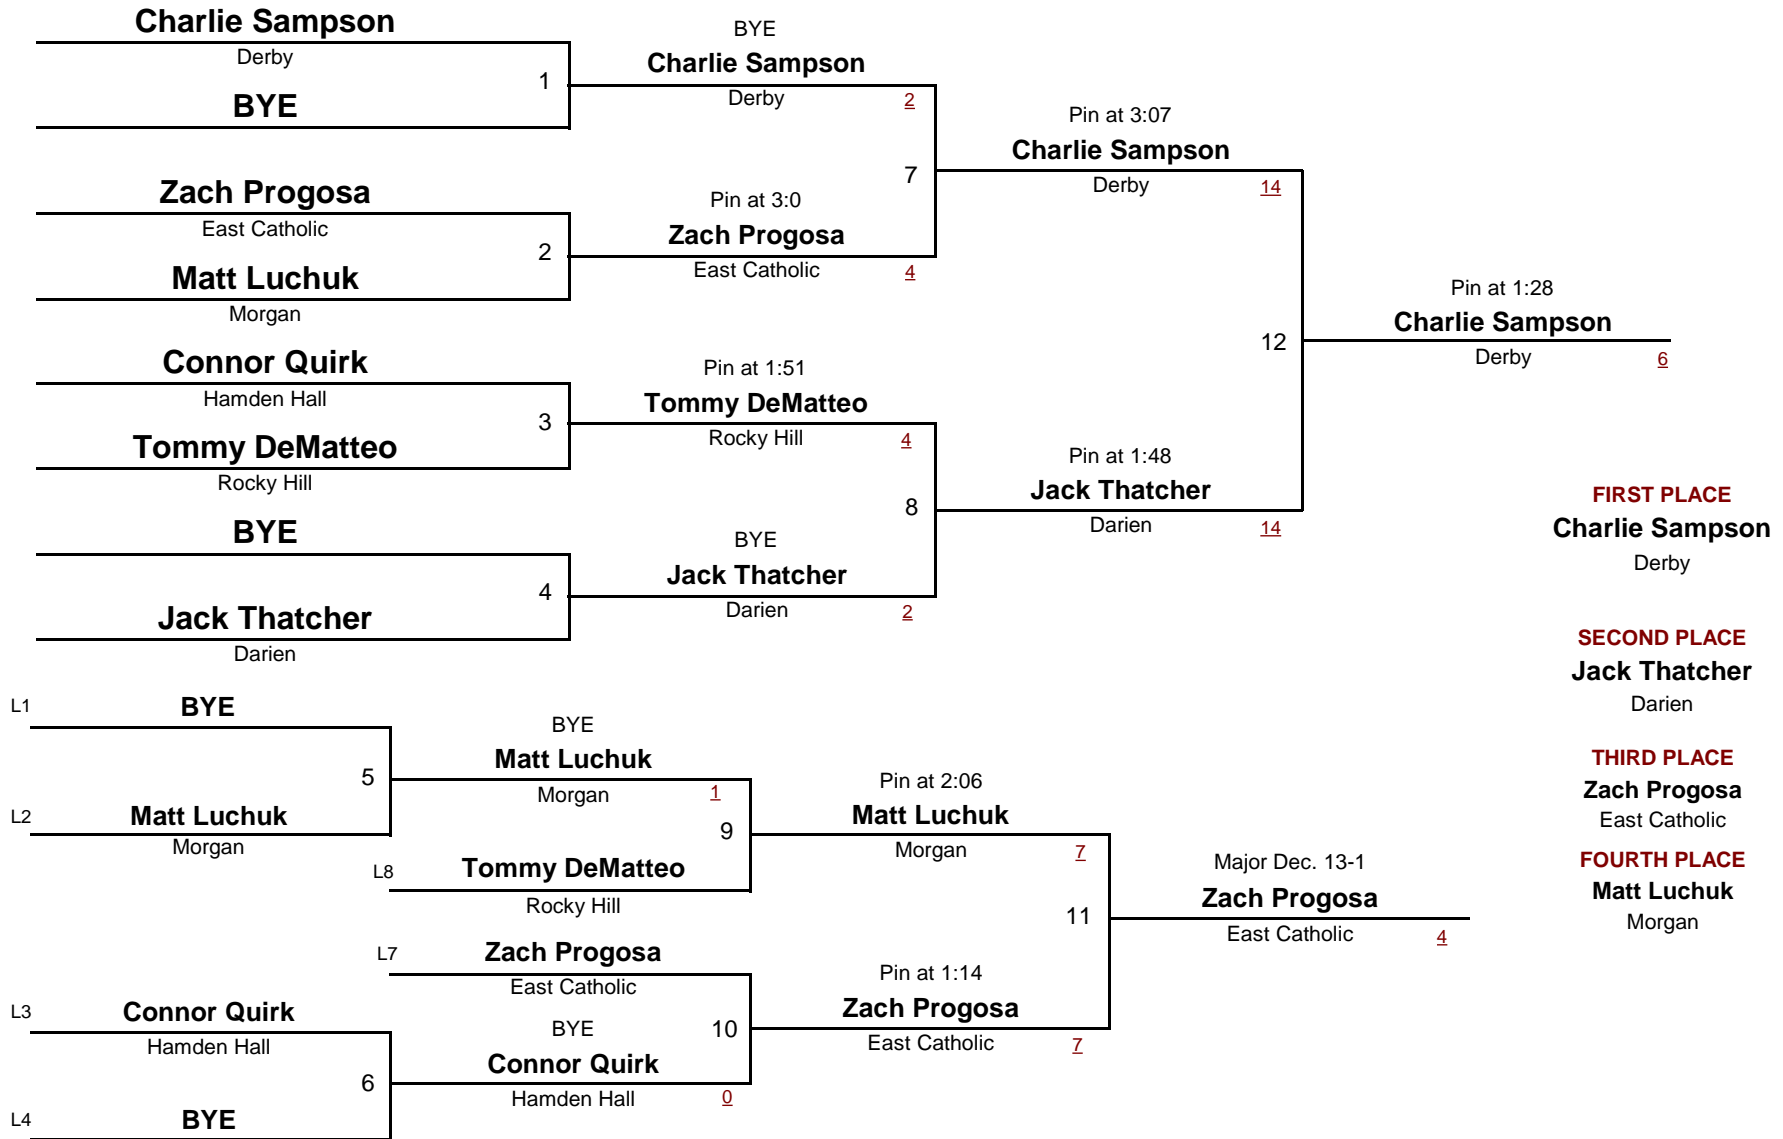 Charlie Sampson
Derby
1
BYE
Zach Progosa
East Catholic
2
Matt Luchuk
Morgan
Connor Quirk
Hamden Hall
3
Tommy DeMatteo
Rocky Hill
BYE
4
Jack Thatcher
Darien
BYE
Charlie Sampson
Derby 2
7
Pin at 3:0
Zach Progosa
East Catholic 4
Pin at 1:51
Tommy DeMatteo
Rocky Hill 4
8
BYE
Jack Thatcher
Darien 2
Pin at 3:07
Charlie Sampson
Derby 14
12
Pin at 1:48
Jack Thatcher
Darien 14
Pin at 1:28
Charlie Sampson
Derby 6
FIRST PLACE
Charlie Sampson
Derby
SECOND PLACE
Jack Thatcher
Darien
THIRD PLACE
Zach Progosa
East Catholic
FOURTH PLACE
Matt Luchuk
Morgan
L1 BYE
5
L2 Matt Luchuk
Morgan
BYE
Matt Luchuk
Morgan 1
9
L8 Tommy DeMatteo
Rocky Hill
L7 Zach Progosa
East Catholic
L3 Connor Quirk
Hamden Hall
6
L4 BYE
BYE 10
Connor Quirk
Hamden Hall 0
Pin at 2:06
Matt Luchuk
Morgan 7
11
Pin at 1:14
Zach Progosa
East Catholic 7
Major Dec. 13-1
Zach Progosa
East Catholic 4